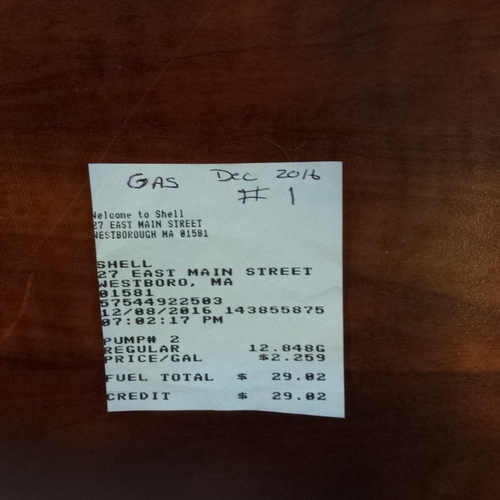 GAS Dec 2016
# 1
Welcome to Shell
27 EAST MAIN STREET
WESTBOROUGH MA 01581
SHELL
27 EAST MAIN STREET
WESTBORO, MA
01581
57544922503
12/08/2016 143855875
07:02:17 PM
PUMP# 2
REGULAR 12.848G
PRICE/GAL $2.259
FUEL TOTAL $ 29.02
CREDIT $ 29.02